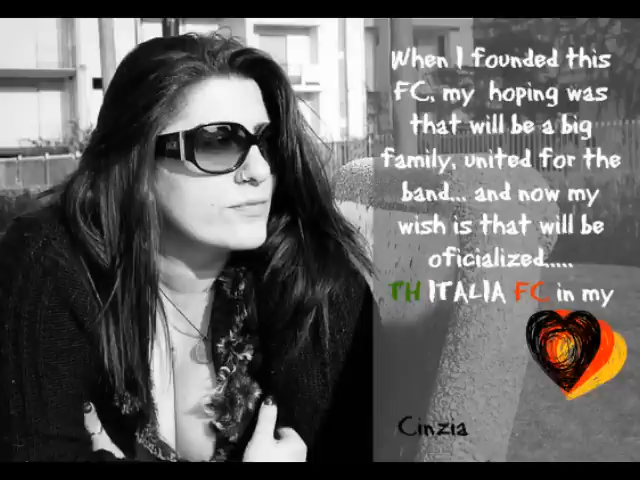 When I founded this
FC, my hoping was
that will be a big
family, united for the
band... and now my
wish is that will be
oficialized.....
TH ITALIA FC in my
Cinzia